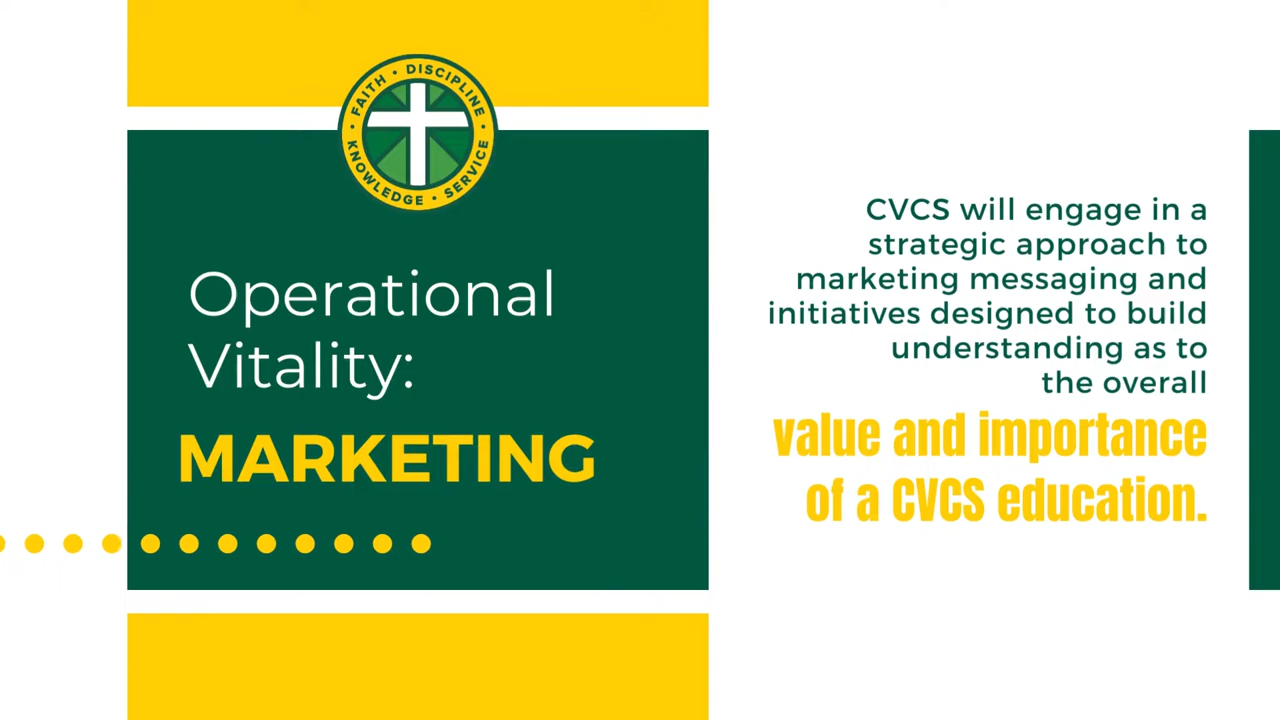 FAITH • DISCIPLINE • SERVICE • KNOWLEDGE •
Operational
Vitality:
MARKETING
CVCS will engage in a
strategic approach to
marketing messaging and
initiatives designed to build
understanding as to
the overall
value and importance
of a CVCS education.